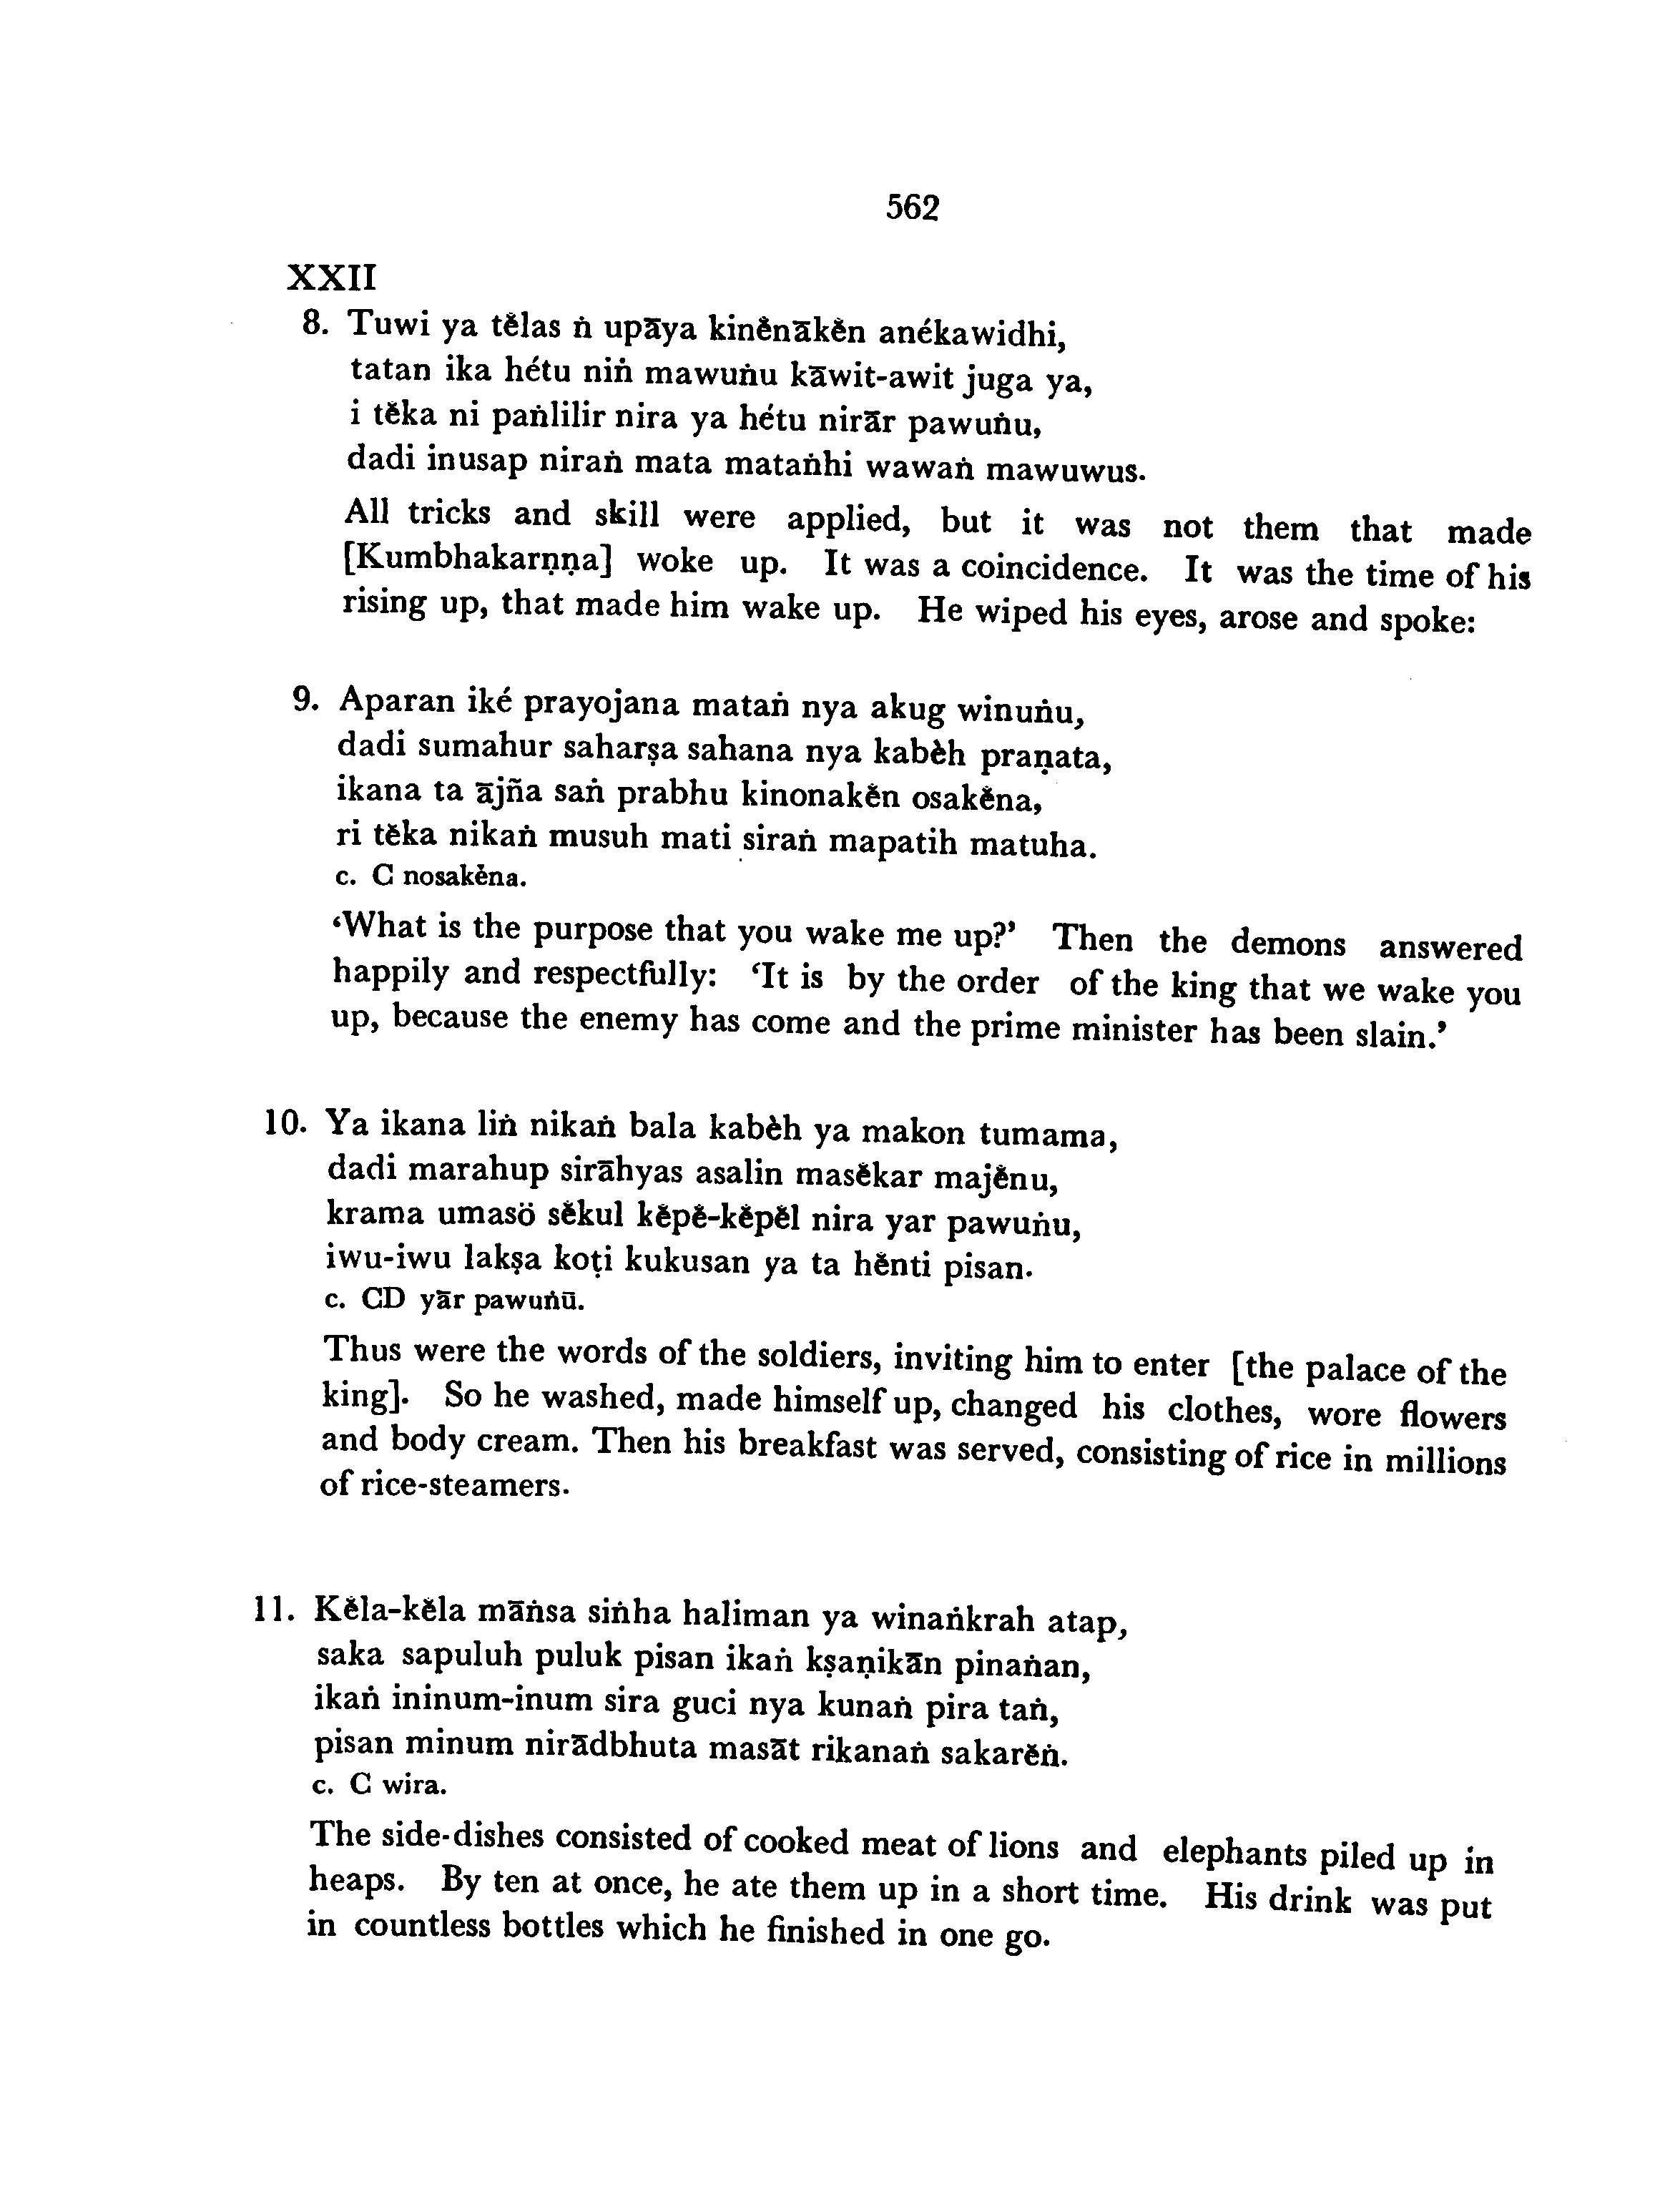 562
XXII
8. Tuwi ya tĕlas ṅ upāya kinĕnākĕn anékawidhi,
tatan ika hétu niṅ mawuṅu kāwit-awit juga ya,
i tĕka ni paṅlilir nira ya hétu nirār pawuṅu,
dadi inusap niraṅ mata mataṅhi wawaṅ mawuwus.
All tricks and skill were applied, but it was not them that made
[Kumbhakarṇṇa] woke up. It was a coincidence. It was the time of his
rising up, that made him wake up. He wiped his eyes, arose and spoke:
9. Aparan iké prayojana mataṅ nya akug winuṅu,
dadi sumahur saharṣa sahana nya kabèh praṇata,
ikana ta ājña saṅ prabhu kinonakĕn osakĕna,
ri tĕka nikaṅ musuh mati siraṅ mapatih matuha.
c. C nosakĕna.
‘What is the purpose that you wake me up?’ Then the demons answered
happily and respectfully: ‘It is by the order of the king that we wake you
up, because the enemy has come and the prime minister has been slain.’
10. Ya ikana liṅ nikaṅ bala kabèh ya makon tumama,
dadi marahup sirāhyas asalin masĕkar majĕnu,
krama umasö sĕkul kĕpĕ-kĕpĕl nira yar pawuṅu,
iwu-iwu lakṣa koṭi kukusan ya ta hĕnti pisan.
c. CD yār pawuṅū.
Thus were the words of the soldiers, inviting him to enter [the palace of the
king]. So he washed, made himself up, changed his clothes, wore flowers
and body cream. Then his breakfast was served, consisting of rice in millions
of rice-steamers.
11. Kĕla-kĕla māṅsa siṅha haliman ya winaṅkrah atap,
saka sapuluh puluk pisan ikaṅ kṣaṇikān pinaṅan,
ikaṅ ininum-inum sira guci nya kunaṅ pira taṅ,
pisan minum nirādbhuta masāt rikanaṅ sakarĕṅ.
c. C wira.
The side-dishes consisted of cooked meat of lions and elephants piled up in
heaps. By ten at once, he ate them up in a short time. His drink was put
in countless bottles which he finished in one go.